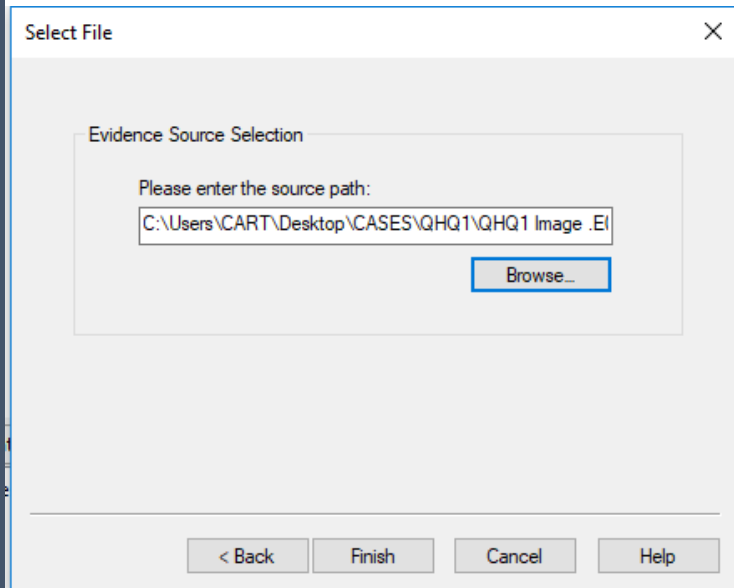 Select File
Evidence Source Selection
Please enter the source path:
C:\Users\CART\Desktop\CASES\QHQ1\QHQ1 Image .E
Browse...
< Back Finish Cancel Help